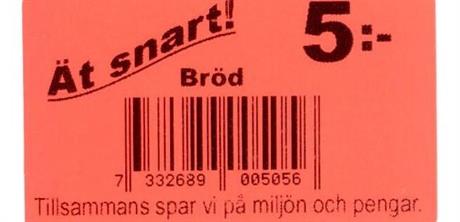 Ät snart!
5:-
Bröd
7 332689 005056
Tillsammans spar vi på miljön och pengar.